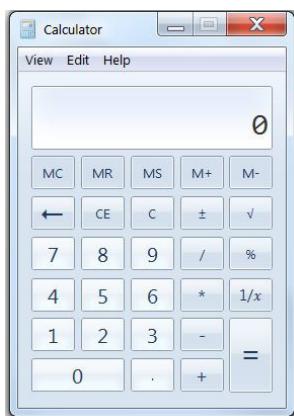 Calculator
View Edit Help
0
MC MR MS M+ M-
← CE C ± √
7 8 9 / %
4 5 6 * 1/x
1 2 3 - =
0 . +